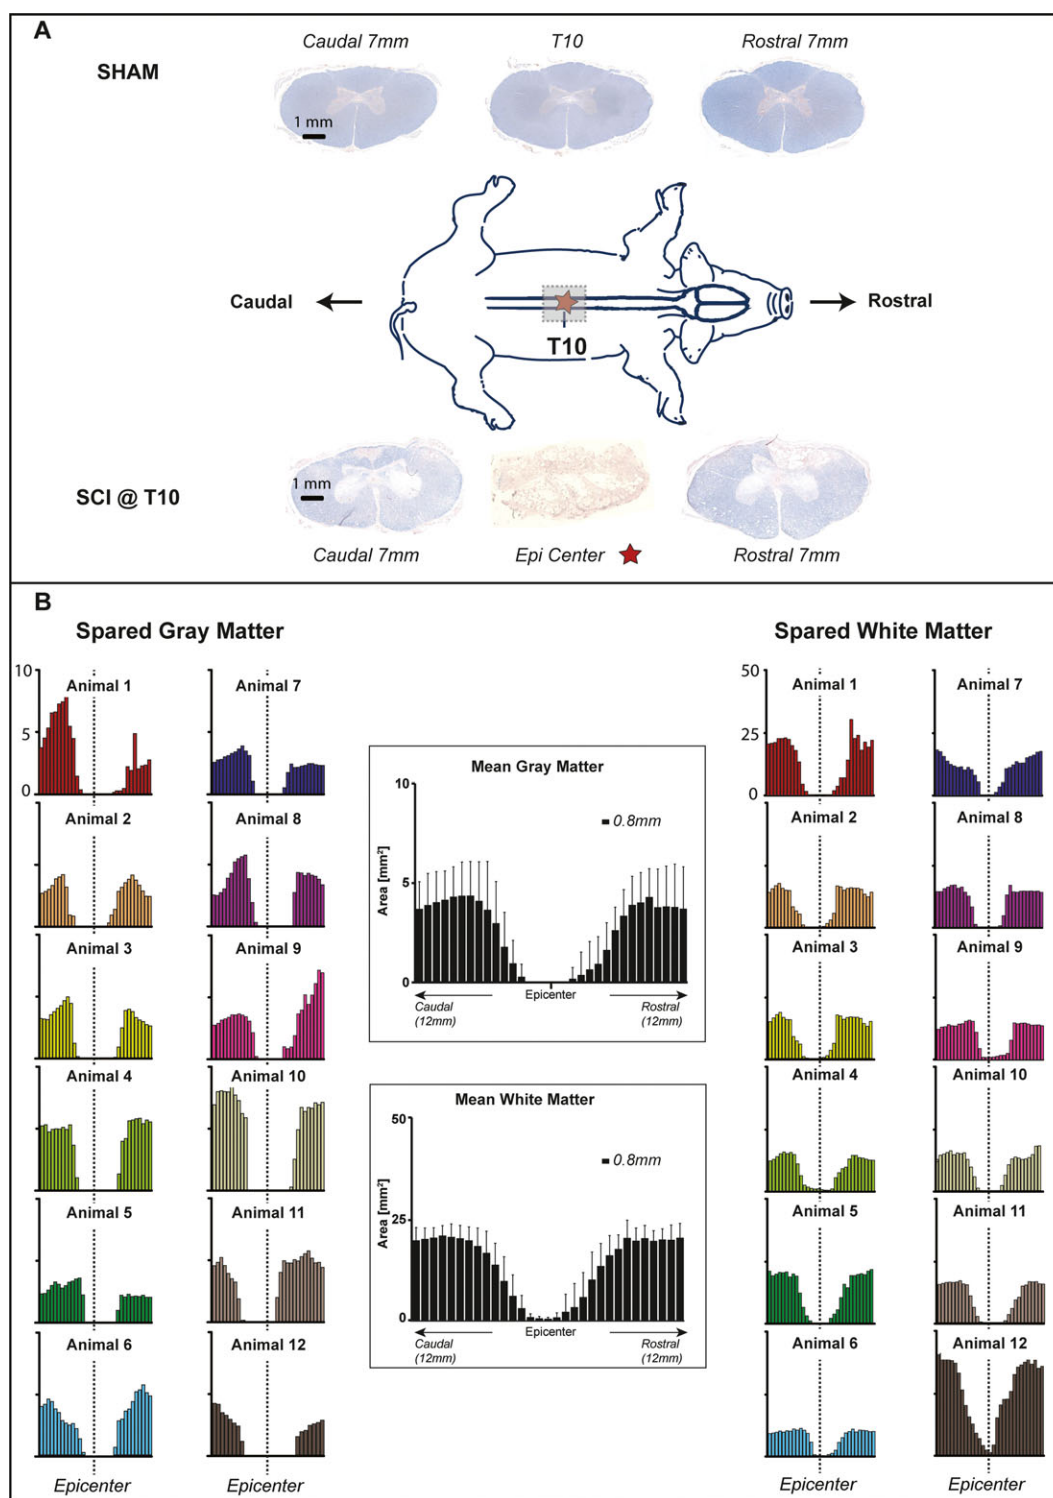 A
Caudal 7mm
T10
Rostral 7mm
SHAM
1 mm
Caudal
Rostral
T10
SCI @ T10
1 mm
Caudal 7mm
Epi Center
Rostral 7mm
B
Spared Gray Matter
Spared White Matter
10
5
0
Animal 1
Animal 7
Animal 2
Animal 8
Animal 3
Animal 9
Animal 4
Animal 10
Animal 5
Animal 11
Animal 6
Animal 12
Epicenter
Epicenter
Mean Gray Matter
10
0.8mm
Area [mm²]
5
0
Epicenter
Caudal
(12mm)
Rostral
(12mm)
Mean White Matter
50
0.8mm
Area [mm²]
25
0
Epicenter
Caudal
(12mm)
Rostral
(12mm)
50
25
0
Animal 1
Animal 7
Animal 2
Animal 8
Animal 3
Animal 9
Animal 4
Animal 10
Animal 5
Animal 11
Animal 6
Animal 12
Epicenter
Epicenter